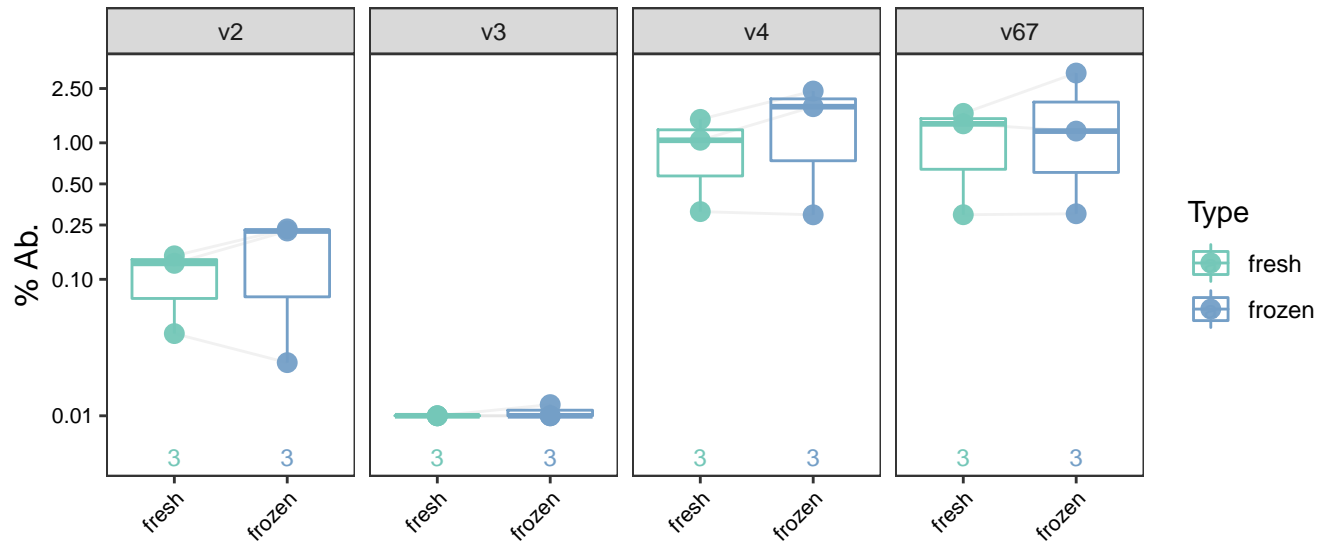 v2 v3 v4 v67
2.50
1.00
0.50
0.25
0.10
0.01
% Ab.
3 3 3 3 3 3 3 3
fresh frozen fresh frozen fresh frozen fresh frozen
Type
fresh
frozen